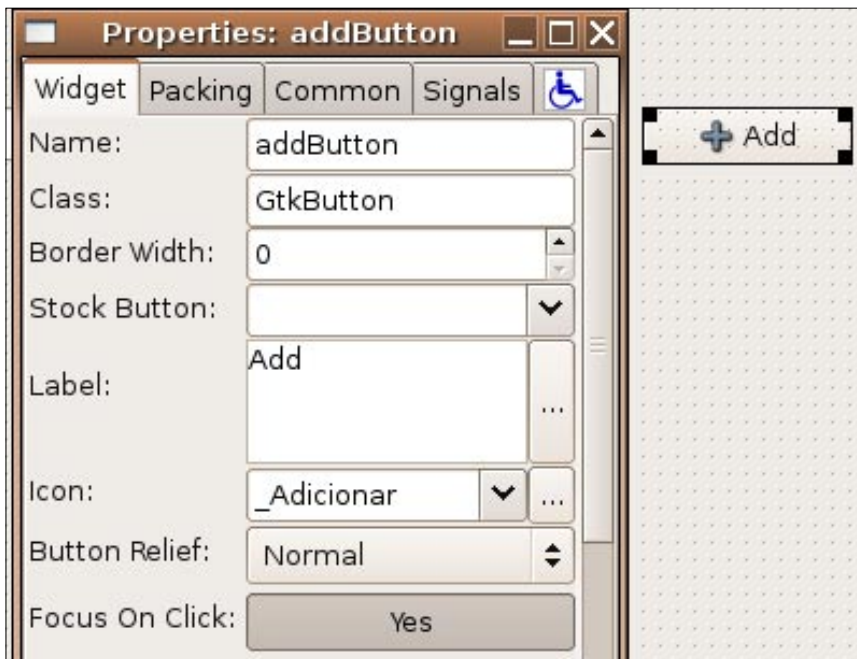 Properties: addButton
Widget Packing Common Signals
Name: addButton
Class: GtkButton
Border Width: 0
Stock Button:
Label: Add
...
Icon: _Adicionar ...
Button Relief: Normal
Focus On Click: Yes
Add